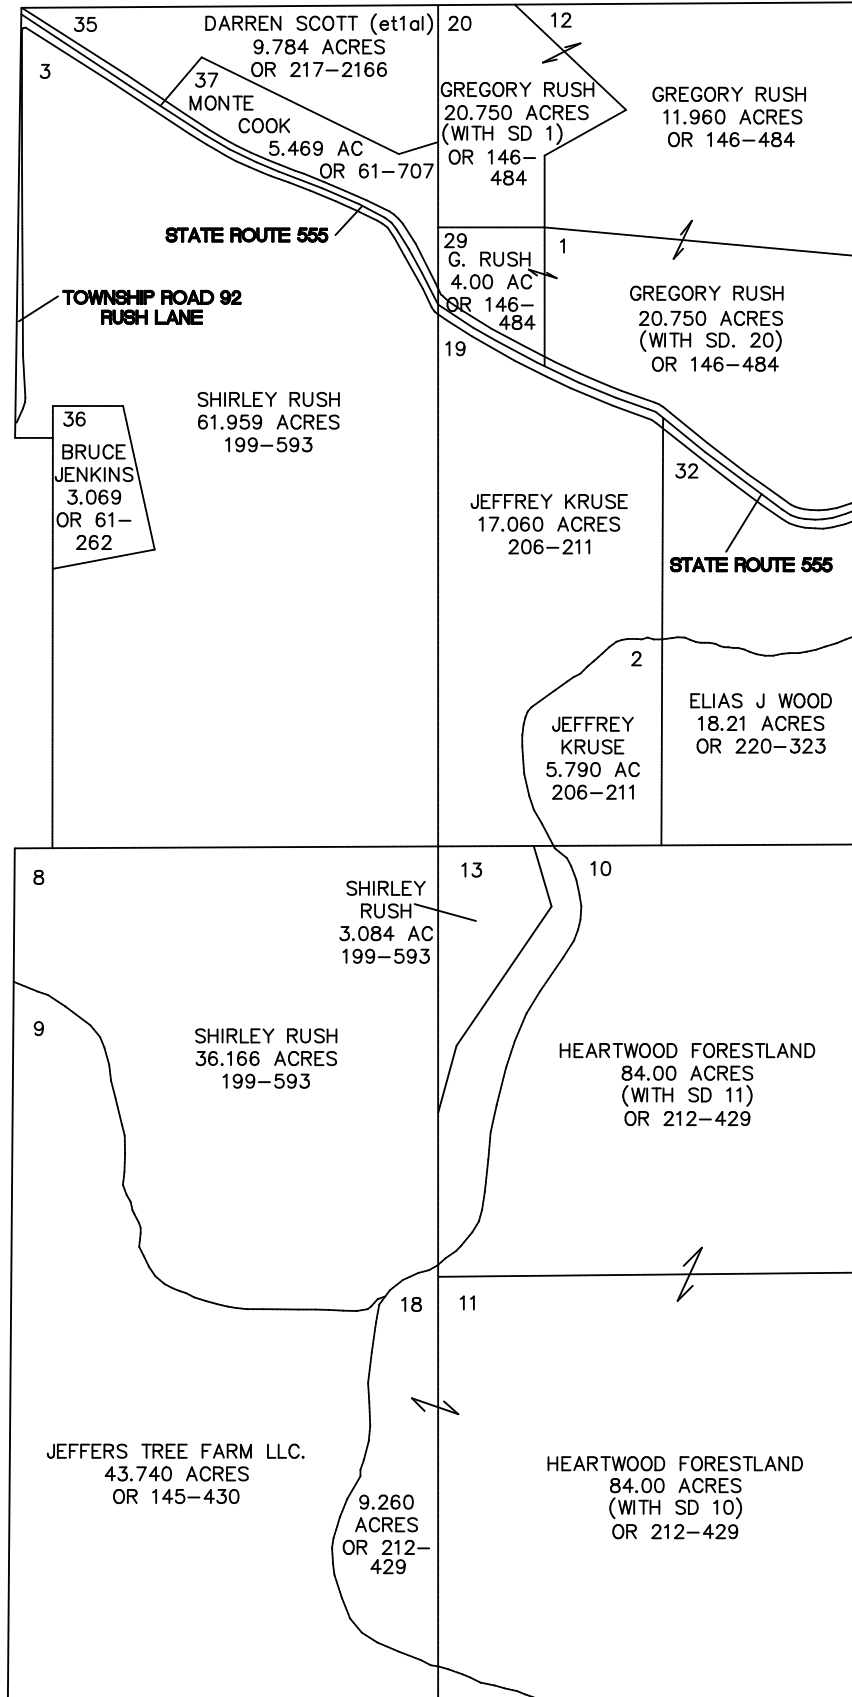 35
DARREN SCOTT (et1al)
9.784 ACRES
OR 217-2166
20
12
3
37
MONTE
COOK
5.469 AC
OR 61-707
GREGORY RUSH
20.750 ACRES
(WITH SD 1)
OR 146-
484
GREGORY RUSH
11.960 ACRES
OR 146-484
STATE ROUTE 555
29
G. RUSH
4.00 AC
OR 146-
484
1
GREGORY RUSH
20.750 ACRES
(WITH SD. 20)
OR 146-484
TOWNSHIP ROAD 92
RUSH LANE
19
SHIRLEY RUSH
61.959 ACRES
199-593
36
BRUCE
JENKINS
3.069
OR 61-
262
32
JEFFREY KRUSE
17.060 ACRES
206-211
STATE ROUTE 555
2
JEFFREY
KRUSE
5.790 AC
206-211
ELIAS J WOOD
18.21 ACRES
OR 220-323
8
13
10
SHIRLEY
RUSH
3.084 AC
199-593
9
SHIRLEY RUSH
36.166 ACRES
199-593
HEARTWOOD FORESTLAND
84.00 ACRES
(WITH SD 11)
OR 212-429
18
11
JEFFERS TREE FARM LLC.
43.740 ACRES
OR 145-430
9.260
ACRES
OR 212-
429
HEARTWOOD FORESTLAND
84.00 ACRES
(WITH SD 10)
OR 212-429